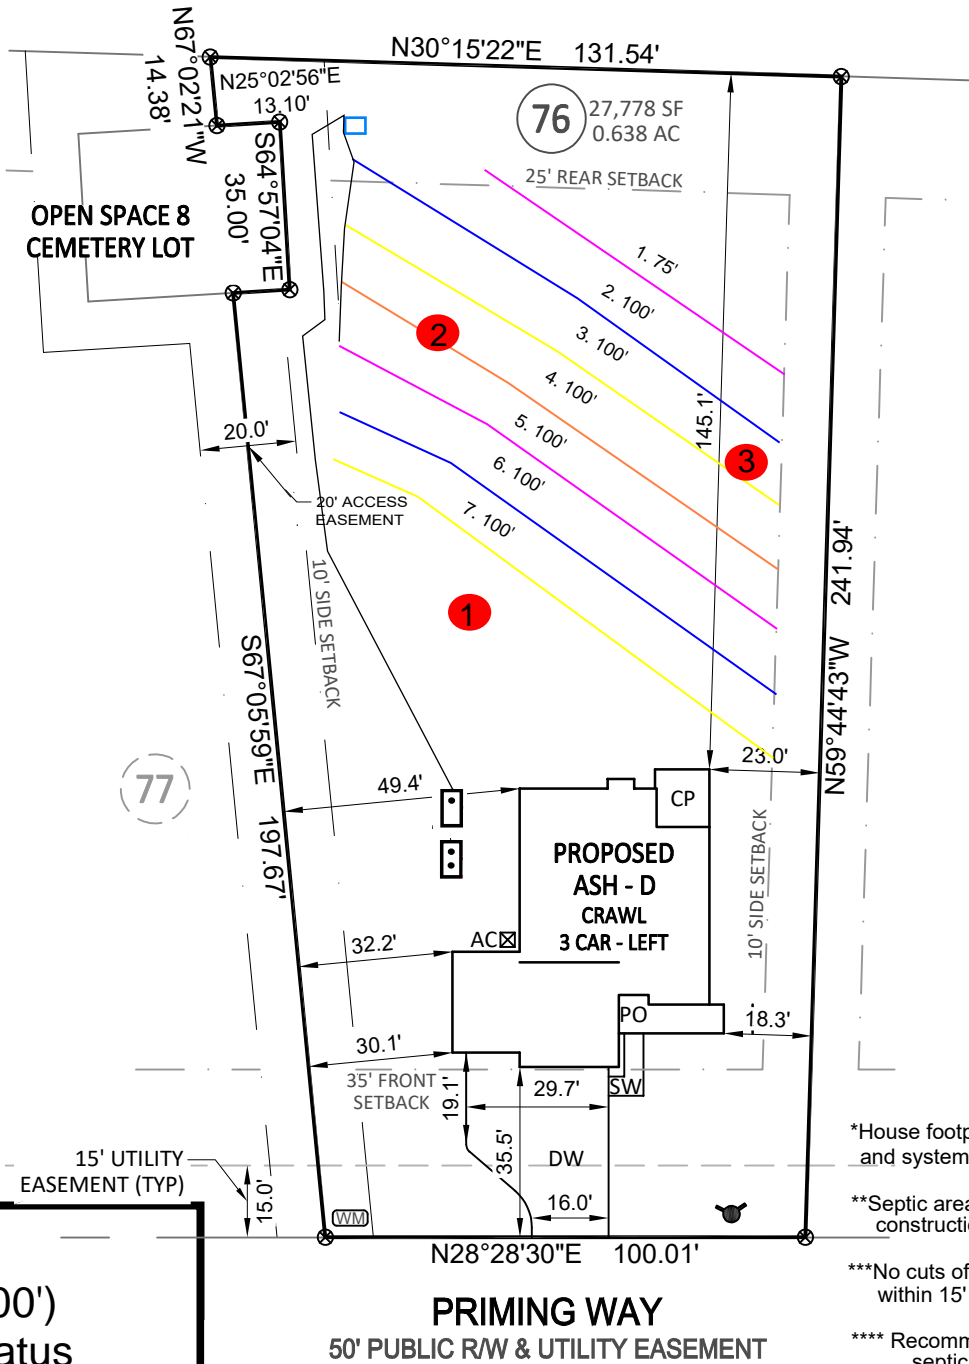 N30°15'22"E 131.54'
N67°02'21"W
14.38'
N25°02'56"E
13.10'
76
27,778 SF
0.638 AC
25' REAR SETBACK
S64°57'04"E
35.00'
OPEN SPACE 8
CEMETERY LOT
1. 75'
2. 100'
3. 100'
4. 100'
5. 100'
6. 100'
7. 100'
2
3
1
145.1'
20.0'
20' ACCESS
EASEMENT
10' SIDE SETBACK
N59°44'43"W 241.94'
S67°05'59"E 197.67'
77
49.4'
23.0'
CP
PROPOSED
ASH - D
CRAWL
3 CAR - LEFT
10' SIDE SETBACK
AC
32.2'
PO
18.3'
30.1'
35' FRONT
SETBACK
19.1'
29.7'
SW
35.5'
DW
16.0'
15' UTILITY
EASEMENT (TYP)
15.0'
WM
N28°28'30"E 100.01'
PRIMING WAY
50' PUBLIC R/W & UTILITY EASEMENT
*House footp
and system
**Septic area
constructio
***No cuts of
within 15'
**** Recomm
septic
00')
atus